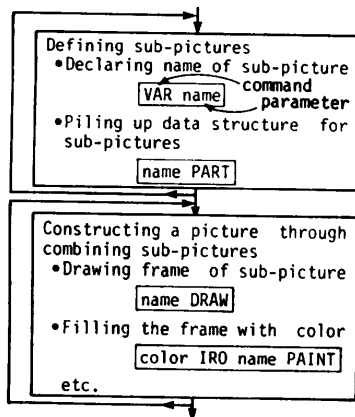 Defining sub-pictures
•Declaring name of sub-picture
command
VAR name
parameter
•Piling up data structure for
sub-pictures
name PART
Constructing a picture through
combining sub-pictures
•Drawing frame of sub-picture
name DRAW
•Filling the frame with color
color IRO name PAINT
etc.